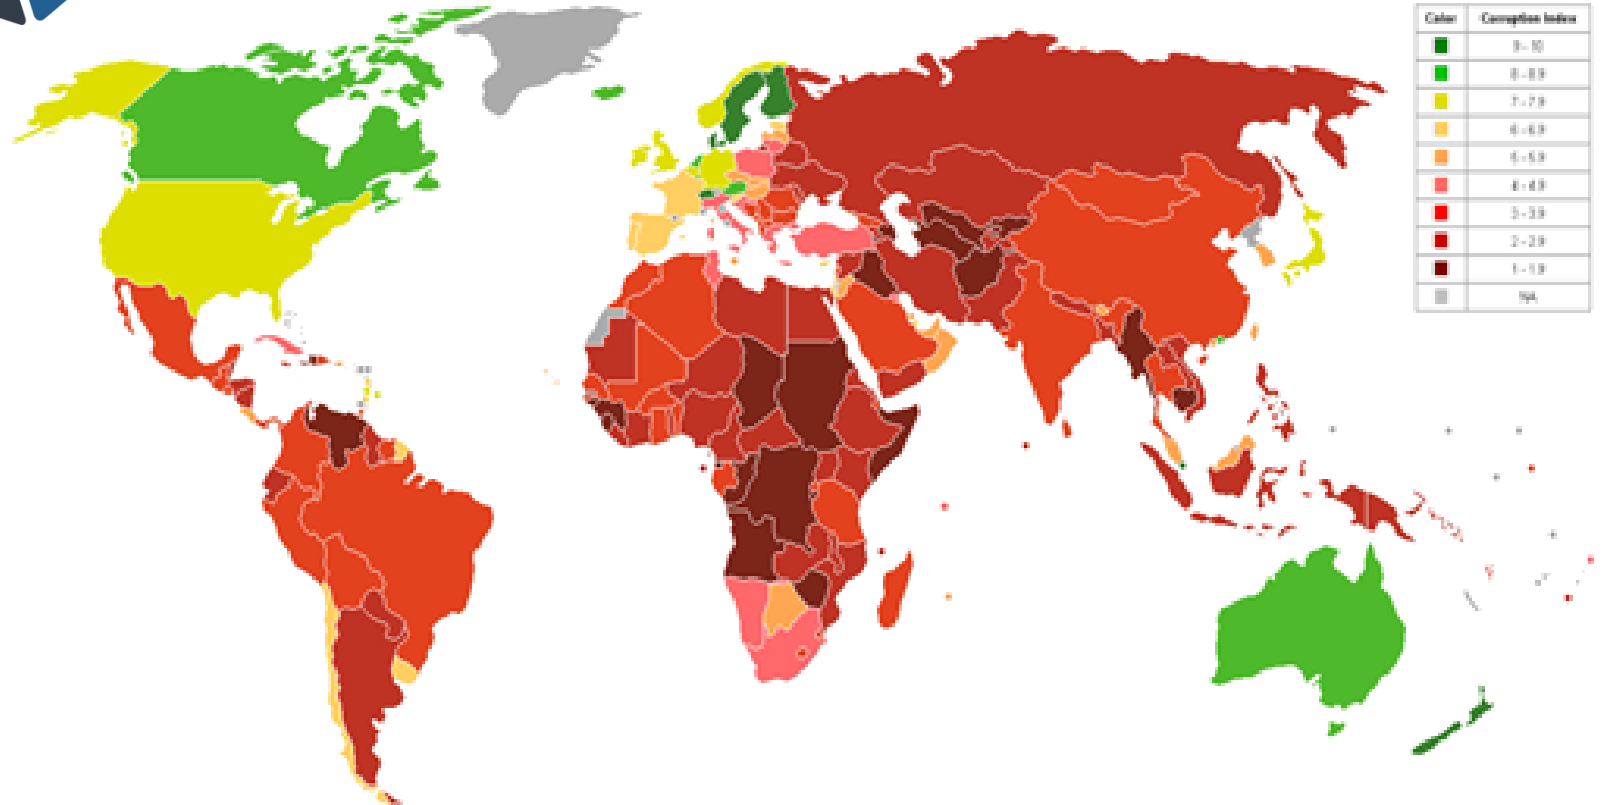 Color Corruption Index
9 - 10
8 - 8.9
7 - 7.9
6 - 6.9
5 - 5.9
4 - 4.9
3 - 3.9
2 - 2.9
1 - 1.9
NA